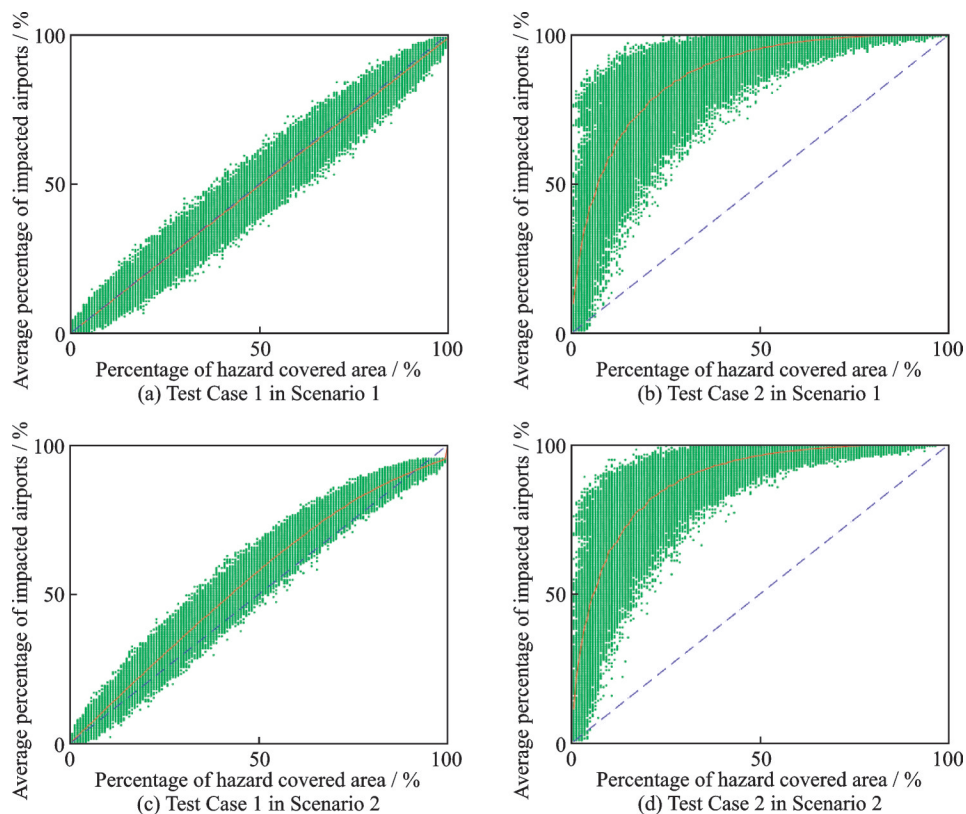 Average percentage of impacted airports / %
100
50
0
0
50
100
Percentage of hazard covered area / %
(a) Test Case 1 in Scenario 1
Average percentage of impacted airports / %
100
50
0
0
50
100
Percentage of hazard covered area / %
(b) Test Case 2 in Scenario 1
Average percentage of impacted airports / %
100
50
0
0
50
100
Percentage of hazard covered area / %
(c) Test Case 1 in Scenario 2
Average percentage of impacted airports / %
100
50
0
0
50
100
Percentage of hazard covered area / %
(d) Test Case 2 in Scenario 2